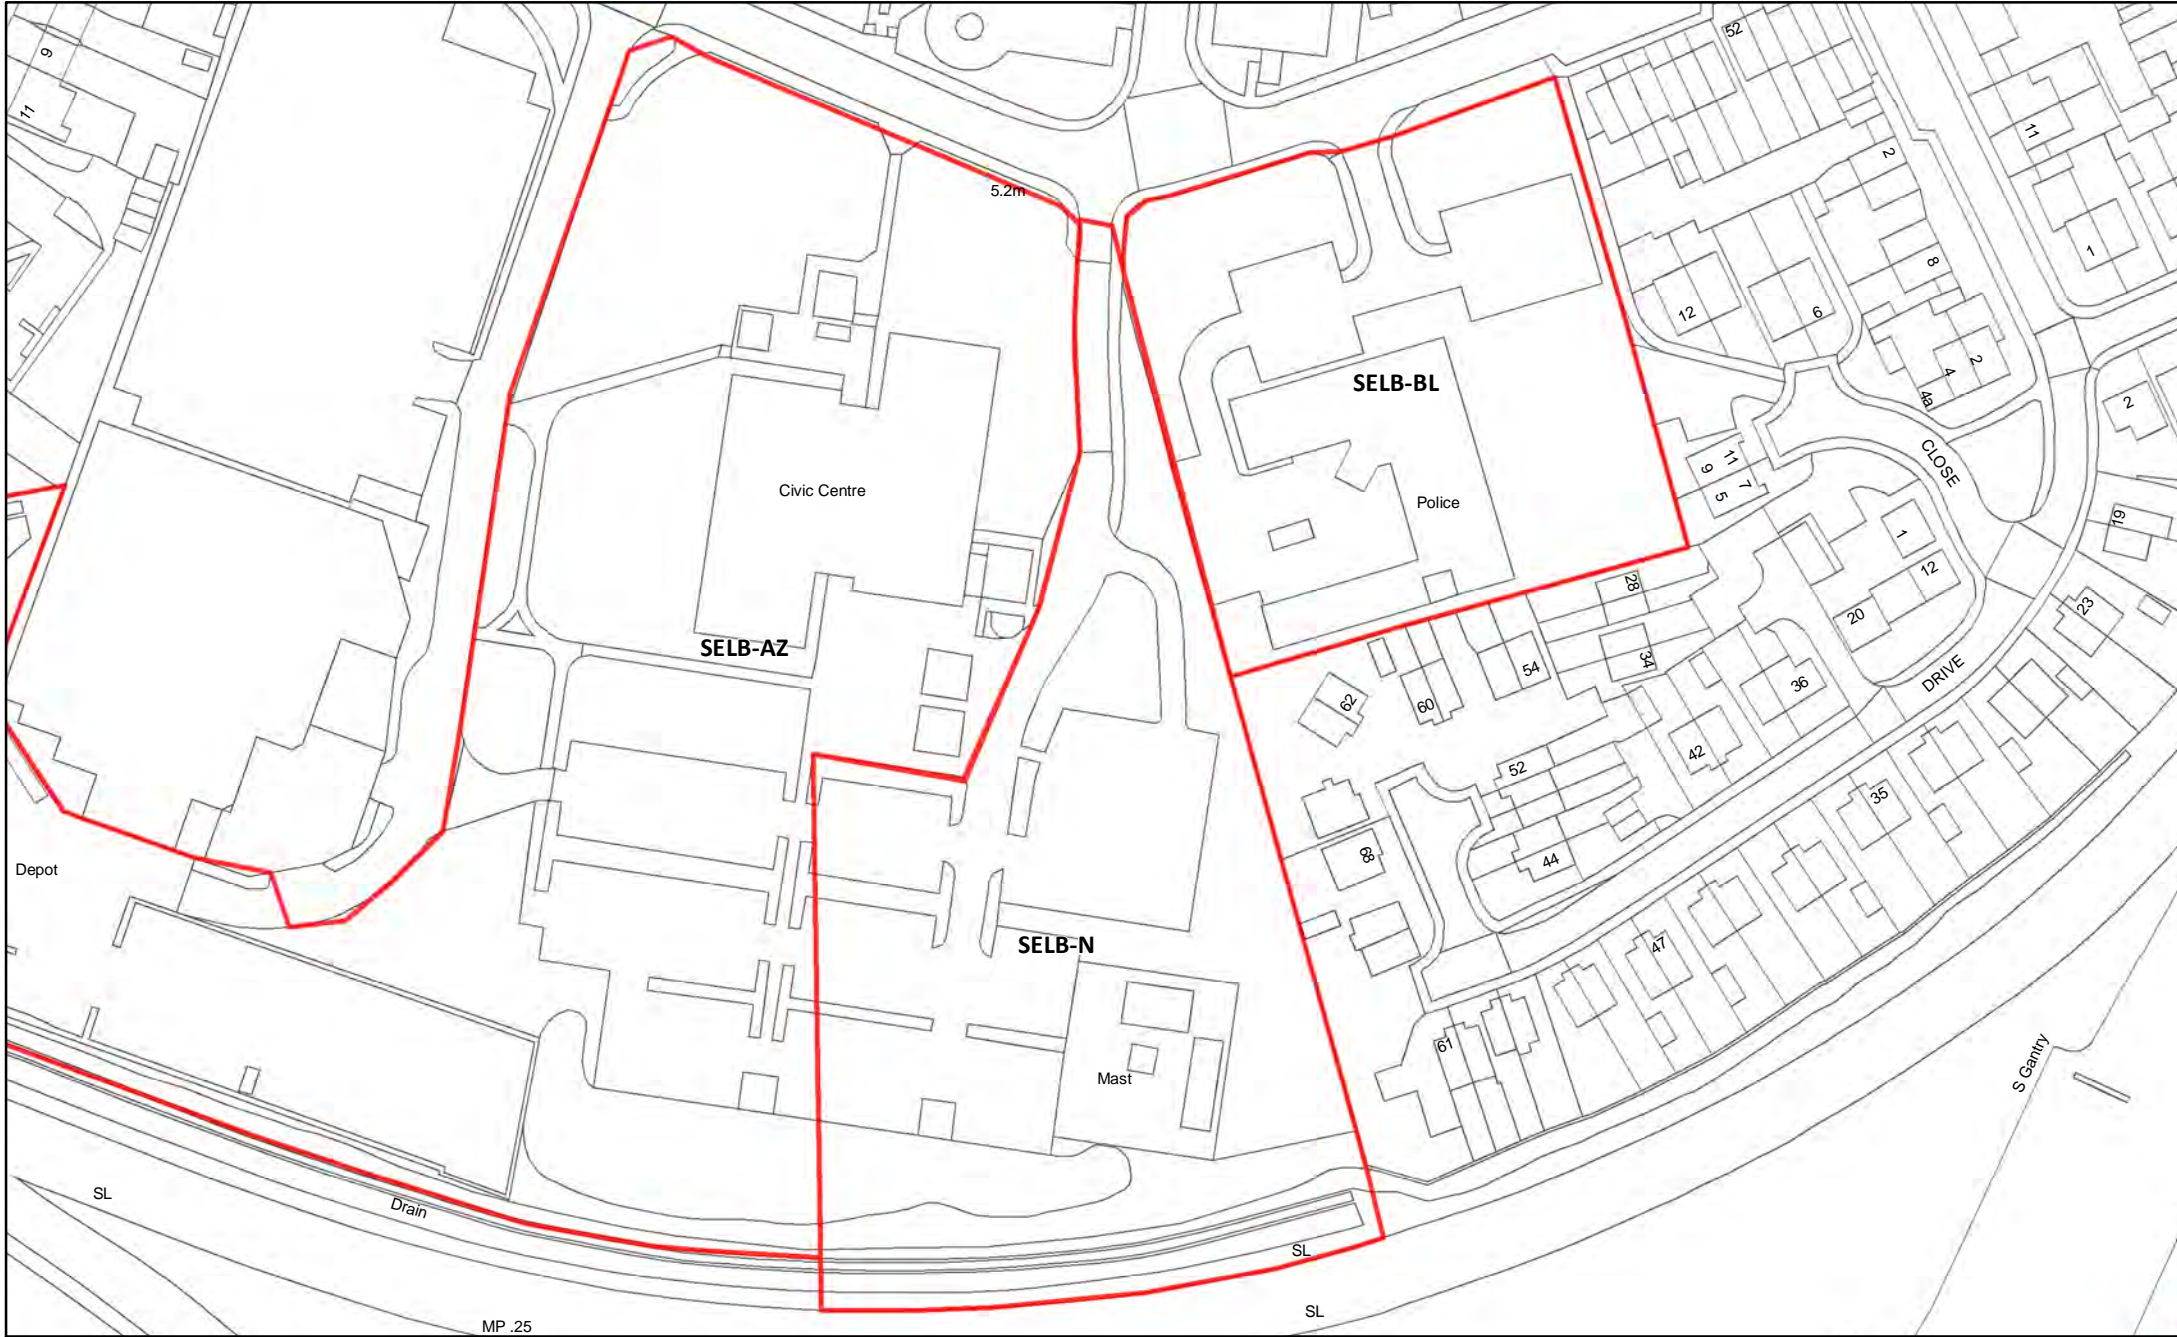 52
9
11
11
2
5.2m
1
8
12
6
2
SELB-BL
4
4a
2
CLOSE
11
9
Civic Centre
7
5
Police
19
1
12
28
23
20
SELB-AZ
34
54
DRIVE
36
62
60
42
52
35
68
44
Depot
SELB-N
47
61
S Gantry
Mast
SL
Drain
SL
SL
MP .25